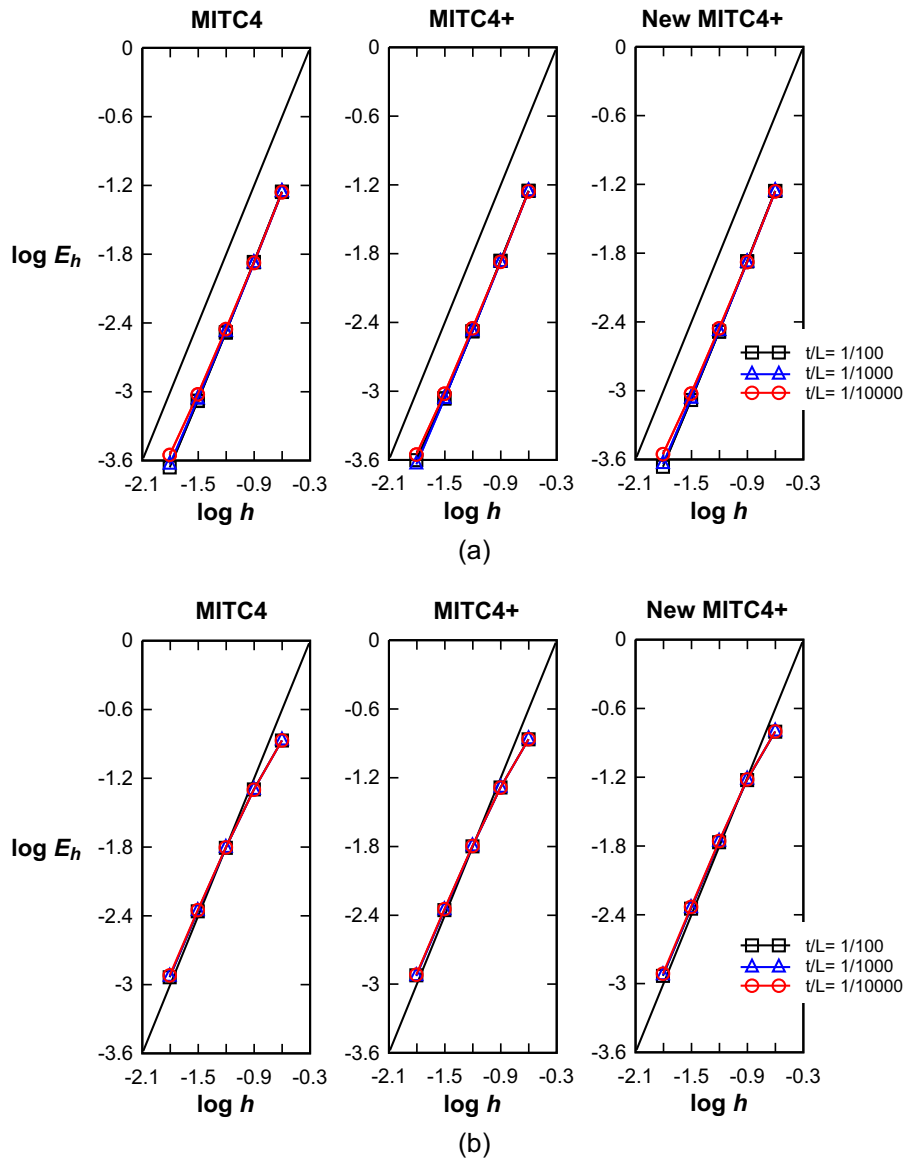 MITC4 MITC4+ New MITC4+
0 0 0
-0.6 -0.6 -0.6
-1.2 -1.2 -1.2
log Eh
-1.8 -1.8 -1.8
-2.4 -2.4 -2.4
t/L= 1/100
t/L= 1/1000
t/L= 1/10000
-3 -3 -3
-3.6 -3.6 -3.6
-2.1 -1.5 -0.9 -0.3 -2.1 -1.5 -0.9 -0.3 -2.1 -1.5 -0.9 -0.3
log h log h log h
(a)
MITC4 MITC4+ New MITC4+
0 0 0
-0.6 -0.6 -0.6
-1.2 -1.2 -1.2
-1.8 -1.8 -1.8
log Eh
-2.4 -2.4 -2.4
t/L= 1/100
t/L= 1/1000
t/L= 1/10000
-3 -3 -3
-3.6 -3.6 -3.6
-2.1 -1.5 -0.9 -0.3 -2.1 -1.5 -0.9 -0.3 -2.1 -1.5 -0.9 -0.3
log h log h log h
(b)